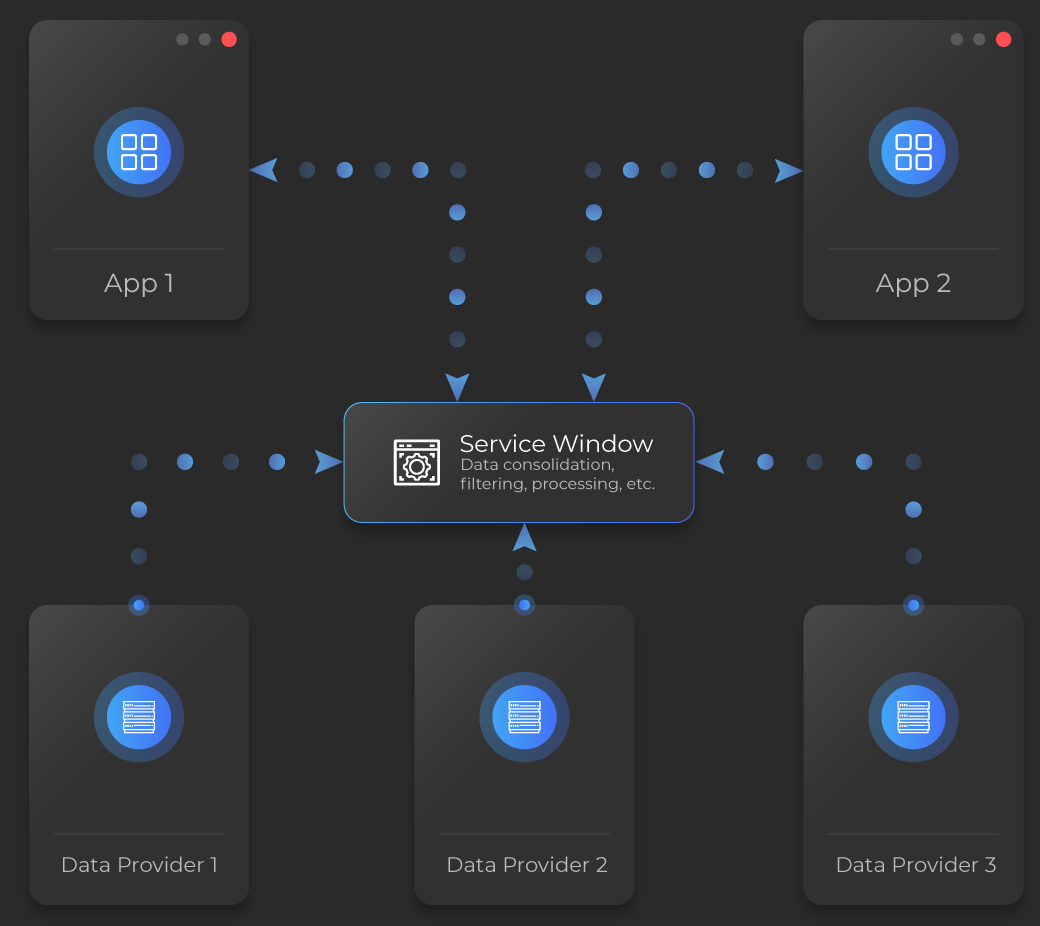 App 1
App 2
Service Window
Data consolidation,
filtering, processing, etc.
Data Provider 1
Data Provider 2
Data Provider 3